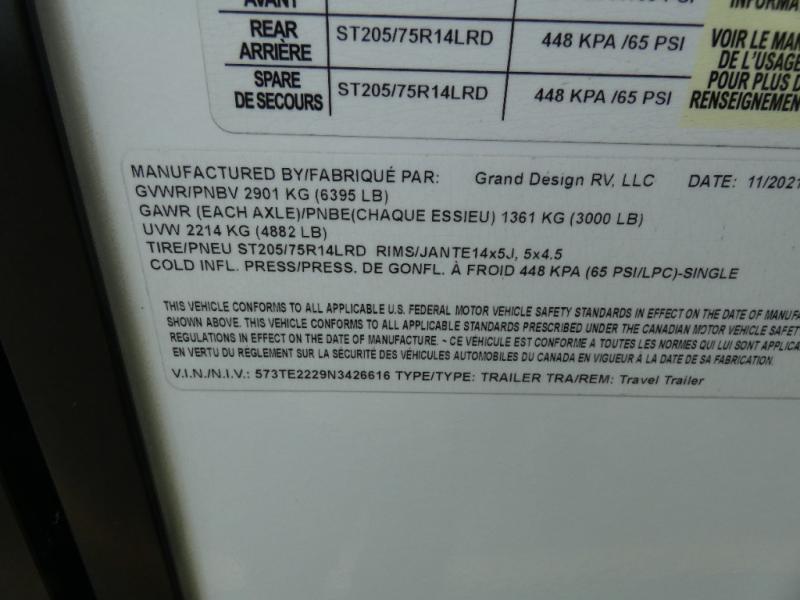 AVANT
REAR ST205/75R14LRD 448 KPA /65 PSI
ARRIÈRE
SPARE ST205/75R14LRD 448 KPA /65 PSI
DE SECOURS
VOIR LE
DE L'USAGE
POUR PLUS
MANUFACTURED BY/FABRIQUÉ PAR: Grand Design RV, LLC DATE: 11/2021
GVWR/PNBV 2901 KG (6395 LB)
GAWR (EACH AXLE)/PNBE(CHAQUE ESSIEU) 1361 KG (3000 LB)
UVW 2214 KG (4882 LB)
TIRE/PNEU ST205/75R14LRD RIMS/JANTE14x5J, 5x4.5
COLD INFL. PRESS/PRESS. DE GONFL. À FROID 448 KPA (65 PSI/LPC)-SINGLE
THIS VEHICLE CONFORMS TO ALL APPLICABLE U.S. FEDERAL MOTOR VEHICLE SAFETY STANDARDS IN EFFECT ON THE DATE OF
SHOWN ABOVE. THIS VEHICLE CONFORMS TO ALL APPLICABLE STANDARDS PRESCRIBED UNDER THE CANADIAN MOTOR VEHICLE SAFETY
REGULATIONS IN EFFECT ON THE DATE OF MANUFACTURE. ~ CE VÉHICULE EST CONFORME À TOUTES LES NORMES QUI LUI SONT
EN VERTU DU REGLEMENT SUR LA SÉCURITÉ DES VÉHICULES AUTOMOBILES DU CANADA EN VIGUEUR À LA DATE DE SA FABRICATION.
V.I.N./N.I.V.: 573TE2229N3426616 TYPE/TYPE: TRAILER TRA/REM: Travel Trailer